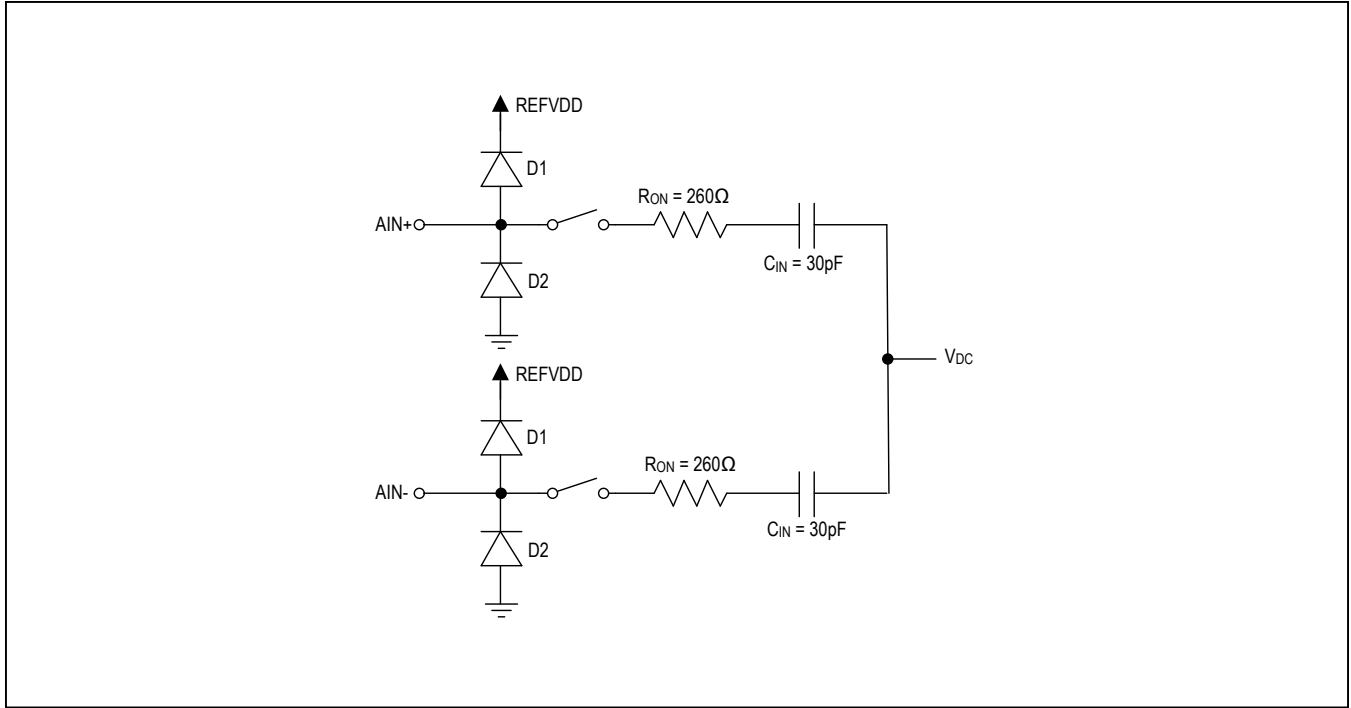 REFVDD
D1
RON = 260Ω
AIN+
CIN = 30pF
D2
VDC
REFVDD
D1
RON = 260Ω
AIN-
CIN = 30pF
D2